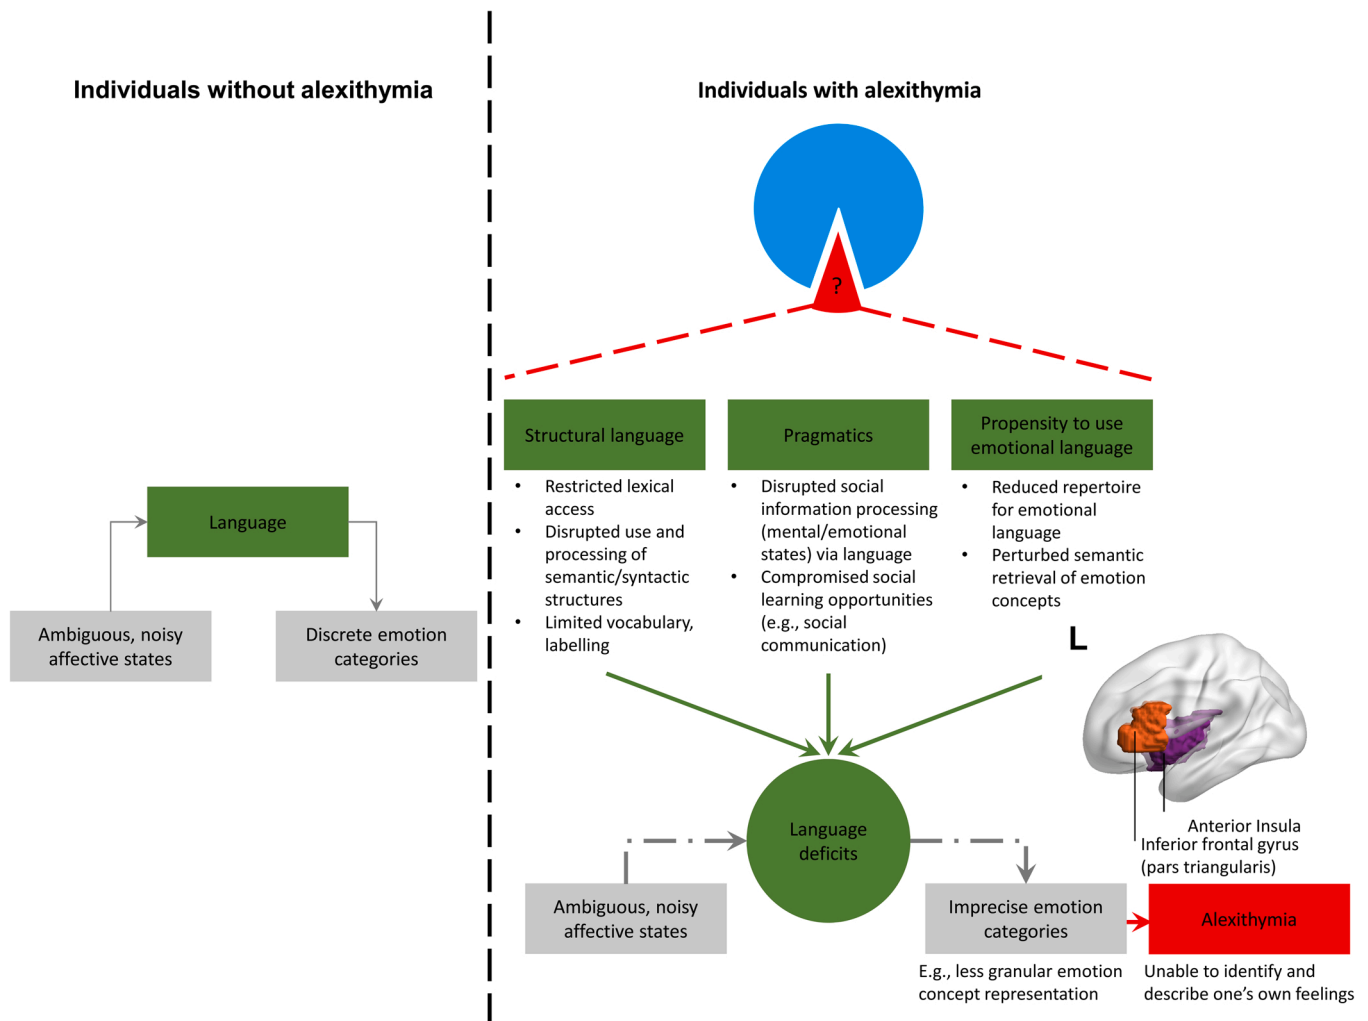 Individuals without alexithymia
Language
Ambiguous, noisy
affective states
Discrete emotion
categories
Individuals with alexithymia
?
Structural language
• Restricted lexical
access
• Disrupted use and
processing of
semantic/syntactic
structures
• Limited vocabulary,
labelling
Pragmatics
• Disrupted social
information processing
(mental/emotional
states) via language
• Compromised social
learning opportunities
(e.g., social
communication)
Propensity to use
emotional language
• Reduced repertoire
for emotional
language
• Perturbed semantic
retrieval of emotion
concepts
L
Anterior Insula
Inferior frontal gyrus
(pars triangularis)
Language
deficits
Ambiguous, noisy
affective states
Imprecise emotion
categories
E.g., less granular emotion
concept representation
Alexithymia
Unable to identify and
describe one's own feelings